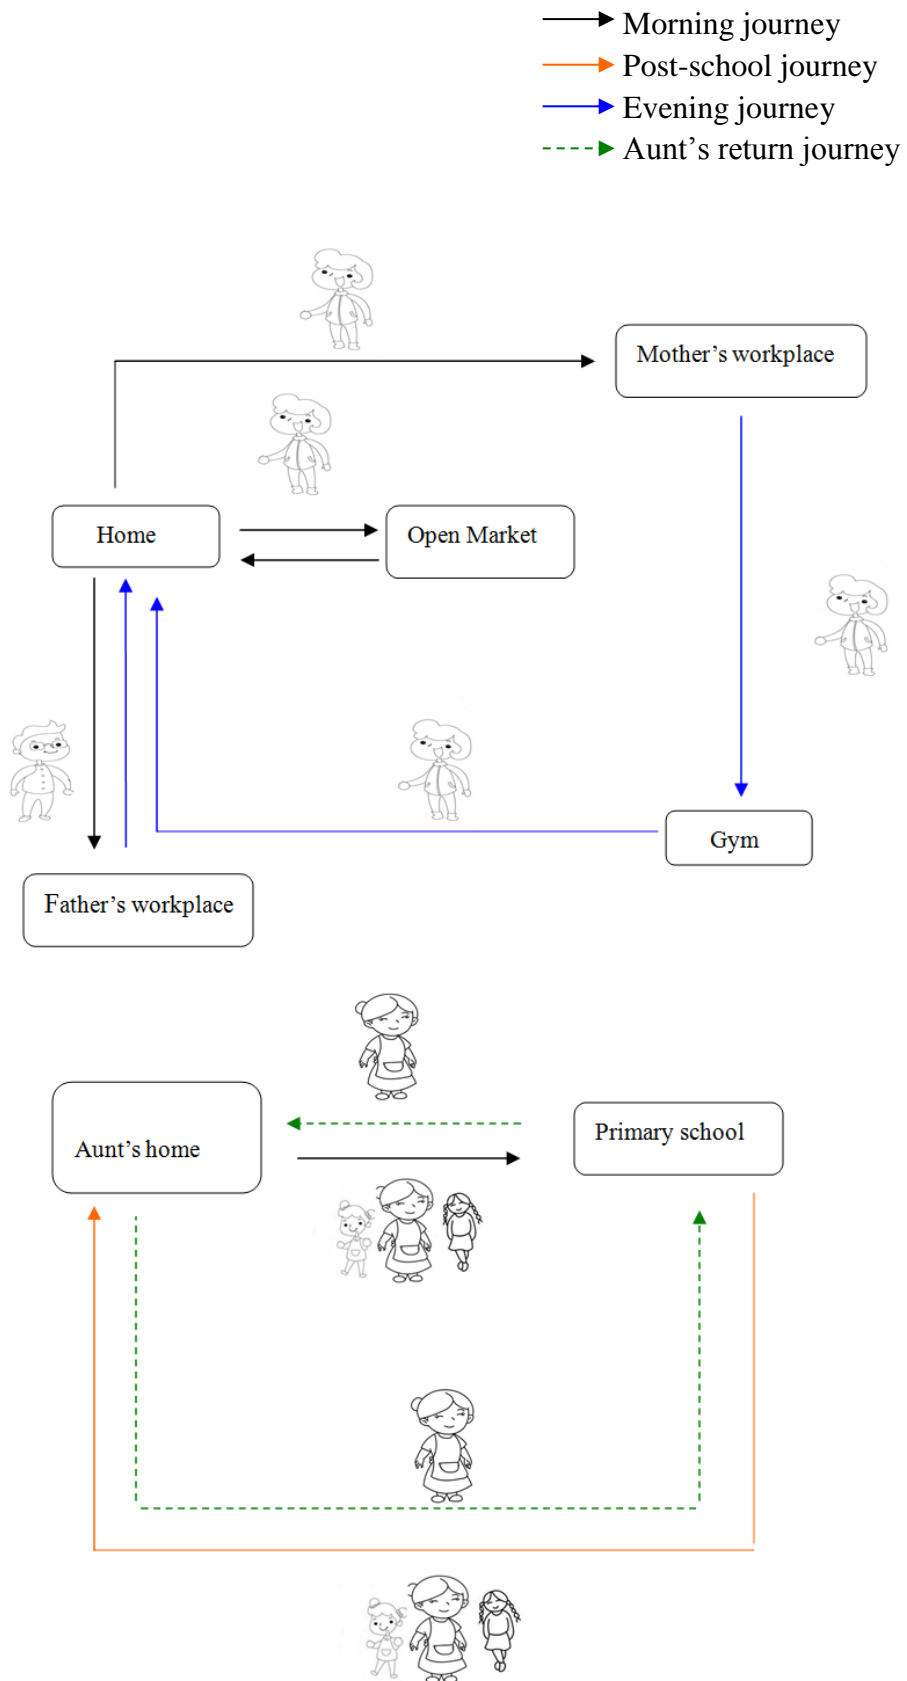 Morning journey
Post-school journey
Evening journey
Aunt’s return journey
Mother’s workplace
Home
Open Market
Gym
Father’s workplace
Primary school
Aunt’s home